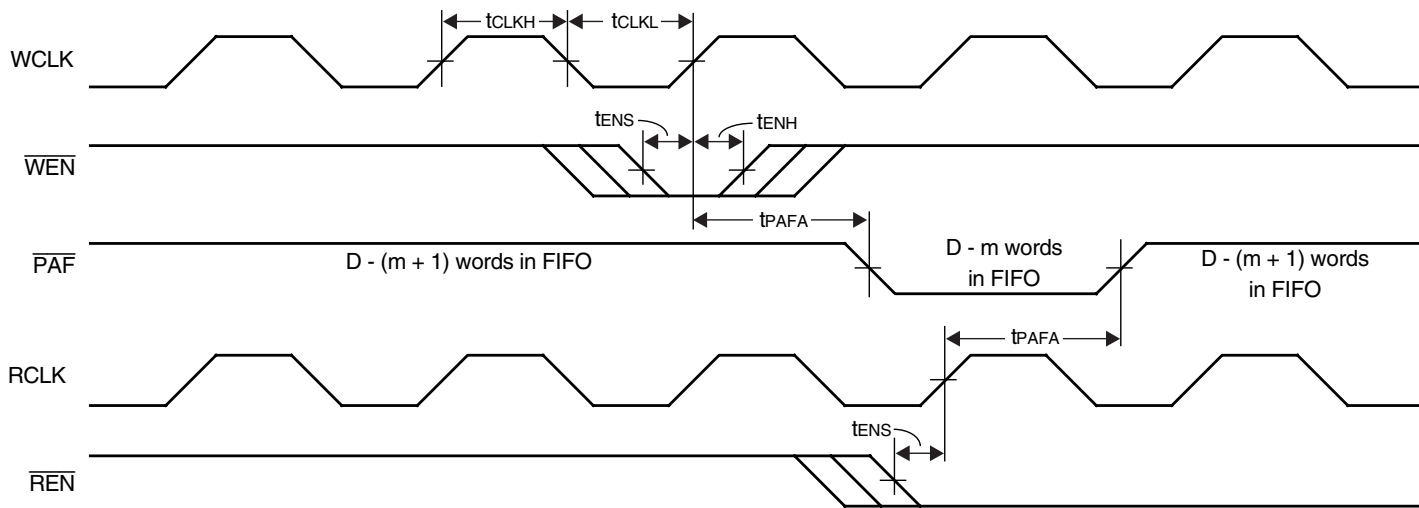 tCLKH
tCLKL
WCLK
tENS
tENH
WEN
tPAFA
PAF
D - (m + 1) words in FIFO
D - m words
in FIFO
D - (m + 1) words
in FIFO
tPAFA
RCLK
tENS
REN